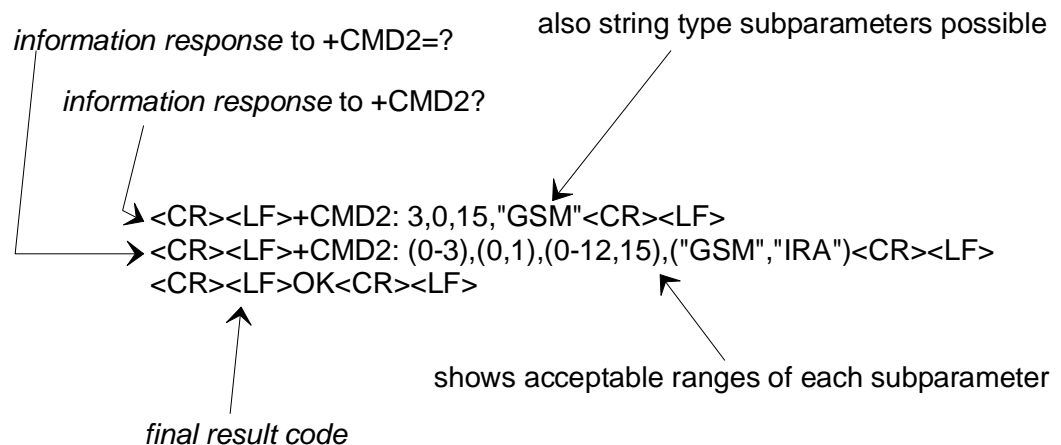 also string type subparameters possible
information response to +CMD2=?
information response to +CMD2?
<CR><LF>+CMD2: 3,0,15,"GSM"<CR><LF>
<CR><LF>+CMD2: (0-3),(0,1),(0-12,15),("GSM","IRA")<CR><LF>
<CR><LF>OK<CR><LF>
shows acceptable ranges of each subparameter
final result code